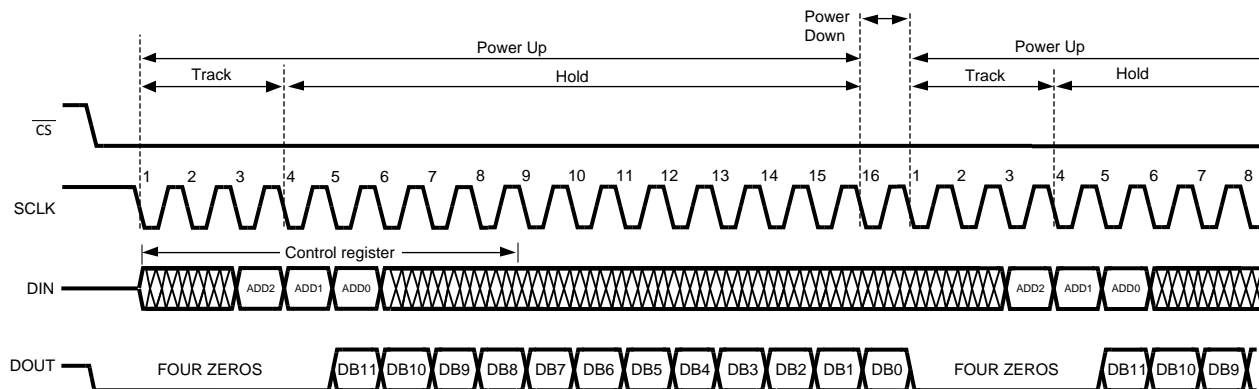 Power
Down
Power Up
Power Up
Track
Hold
Track
Hold
CS
1 2 3 4 5 6 7 8 9 10 11 12 13 14 15 16 1 2 3 4 5 6 7 8
SCLK
Control register
DIN
ADD2 ADD1 ADD0 ADD2 ADD1 ADD0
DOUT
FOUR ZEROS DB11 DB10 DB9 DB8 DB7 DB6 DB5 DB4 DB3 DB2 DB1 DB0 FOUR ZEROS DB11 DB10 DB9